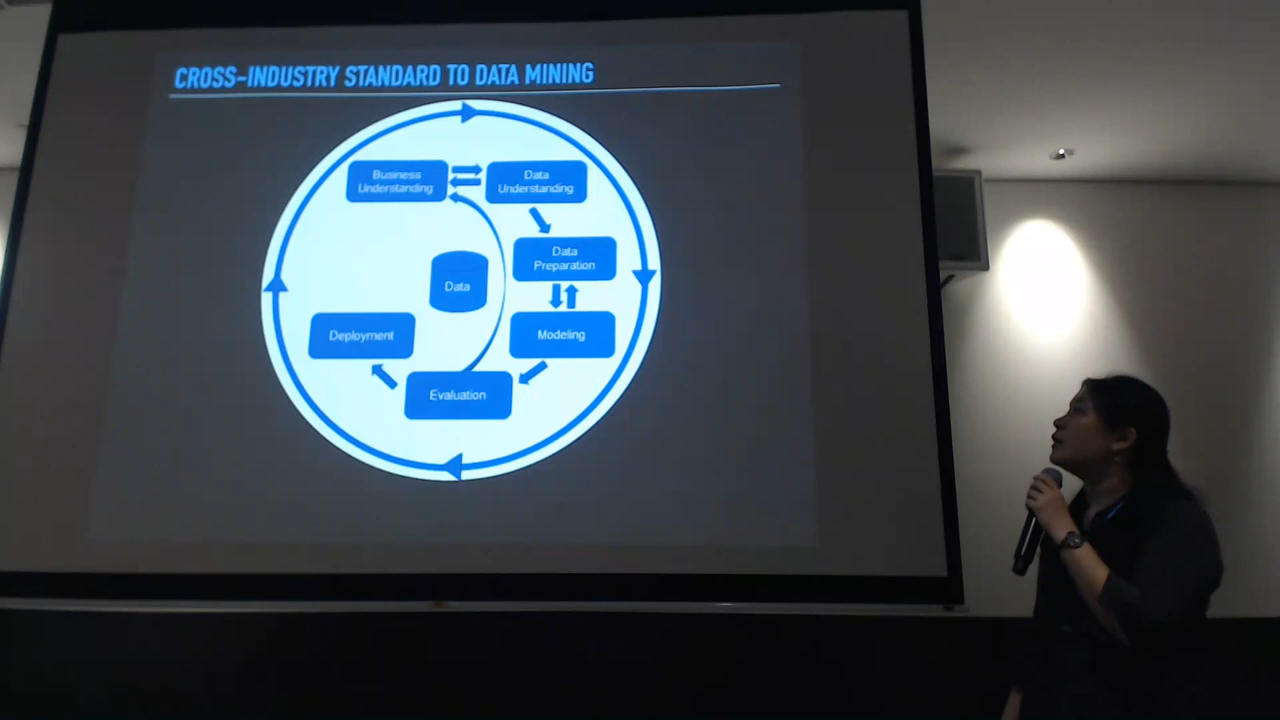 CROSS-INDUSTRY STANDARD TO DATA MINING
Business
Understanding
Data
Understanding
Data
Preparation
Data
Modeling
Deployment
Evaluation